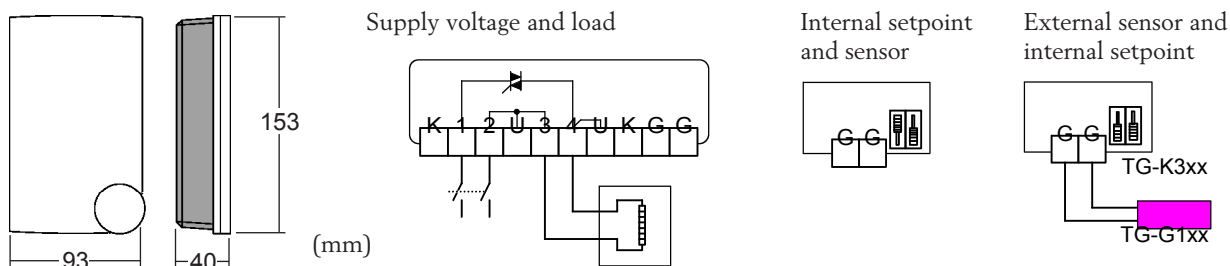 Supply voltage and load
Internal setpoint
and sensor
External sensor and
internal setpoint
153
93
40
(mm)
K 1 2 U 3 4 U K G G
G G
G G
TG-K3xx
TG-G1xx